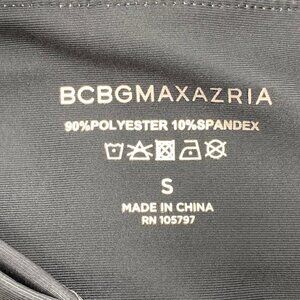 BCBGMAXAZRIA
90%POLYESTER 10%SPANDEX
S
MADE IN CHINA
RN 105797